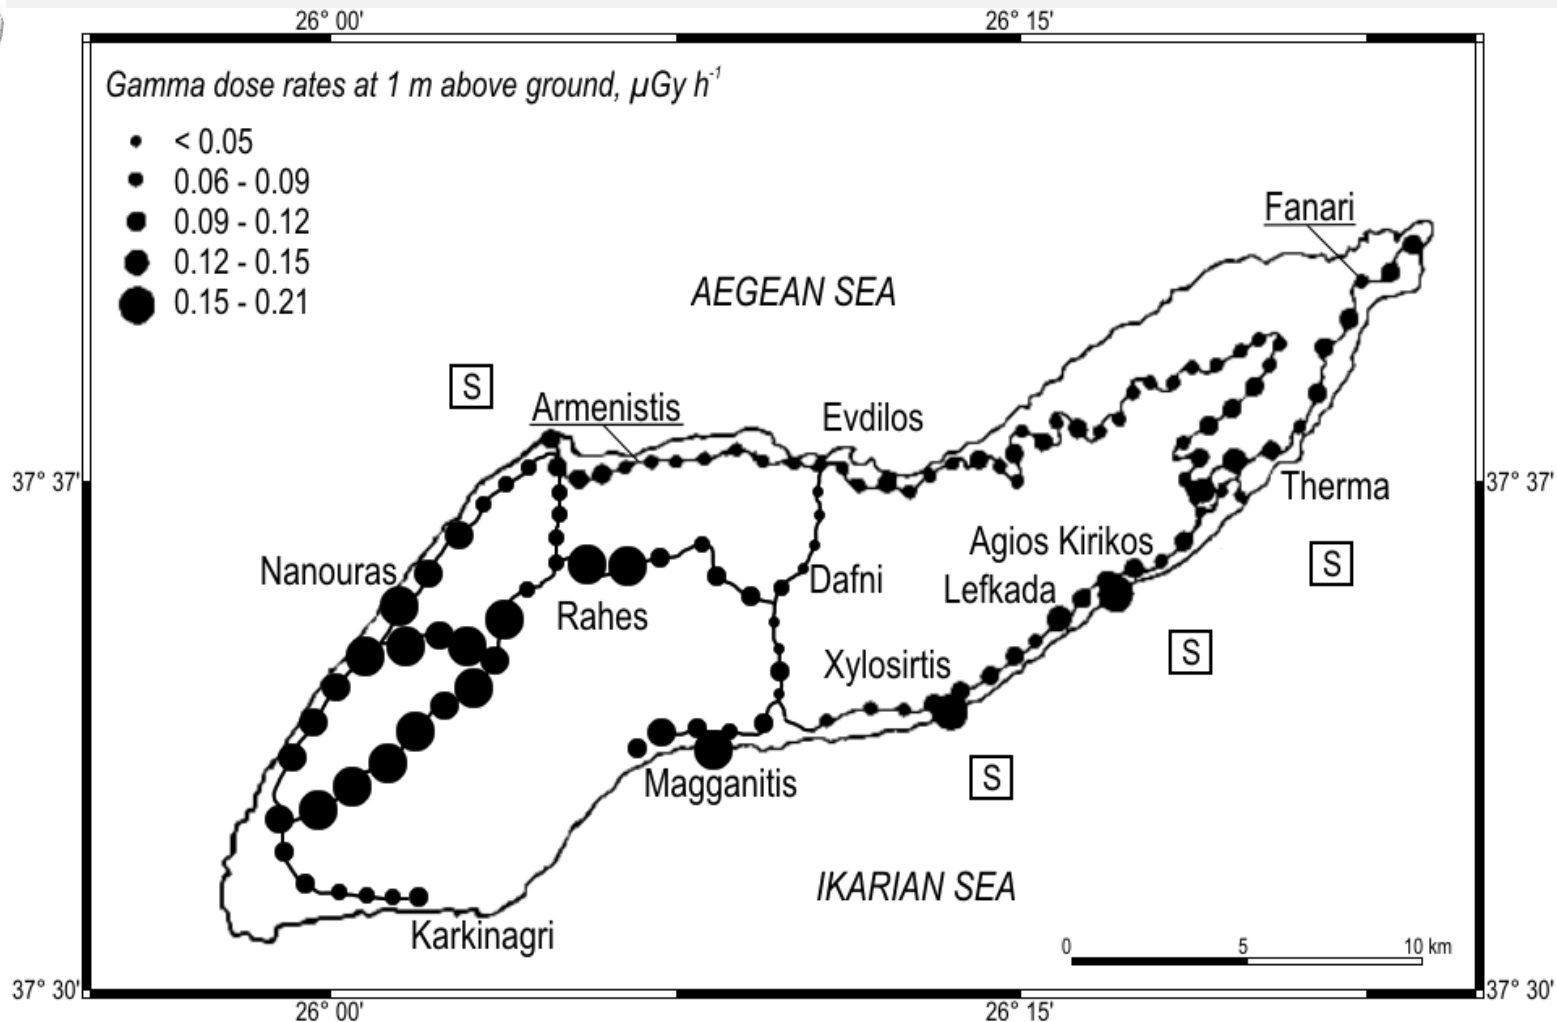 26° 00' 26° 15'
Gamma dose rates at 1 m above ground, µGy h⁻¹
< 0.05
0.06 - 0.09
0.09 - 0.12
0.12 - 0.15
0.15 - 0.21
Fanari
AEGEAN SEA
S
Armenistis
Evdilos
37° 37' 37° 37'
Therma
Agios Kirikos
S
Nanouras
Dafni
Lefkada
Rahes
S
Xylosirtis
Magganitis
S
IKARIAN SEA
Karkinagri
0 5 10 km
37° 30' 37° 30'
26° 00' 26° 15'